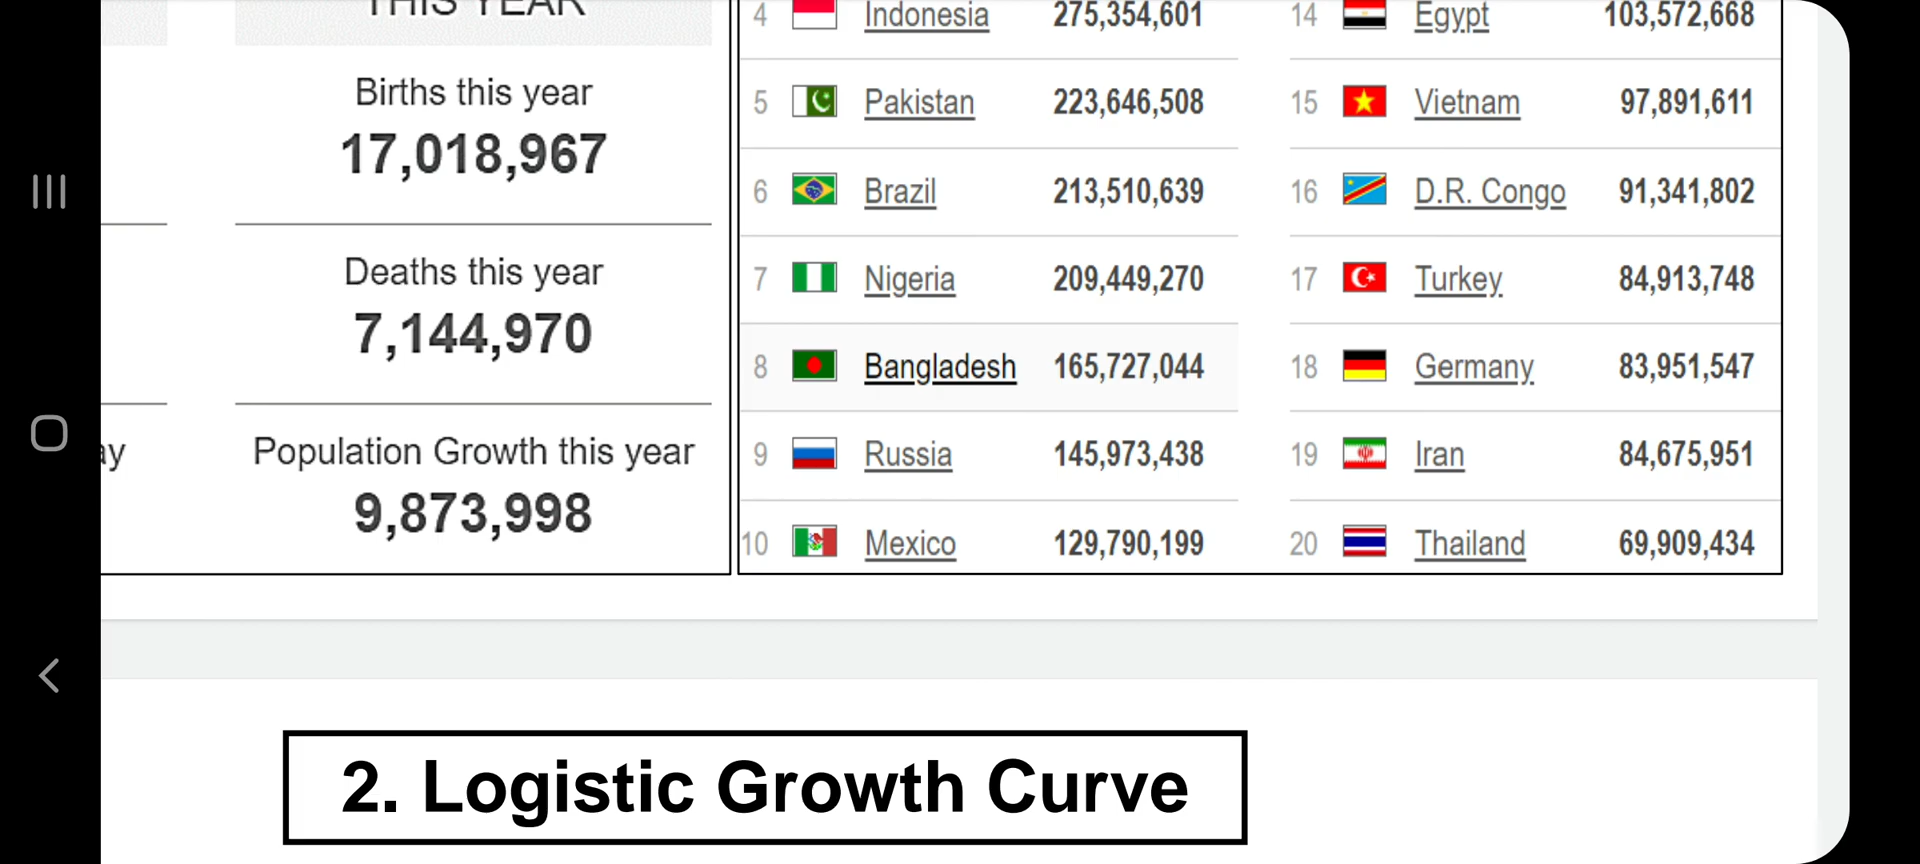 THIS YEAR
Births this year
17,018,967
Deaths this year
7,144,970
ay
Population Growth this year
9,873,998
4 Indonesia 275,354,601 14 Egypt 103,572,668
5 Pakistan 223,646,508 15 Vietnam 97,891,611
6 Brazil 213,510,639 16 D.R. Congo 91,341,802
7 Nigeria 209,449,270 17 Turkey 84,913,748
8 Bangladesh 165,727,044 18 Germany 83,951,547
9 Russia 145,973,438 19 Iran 84,675,951
10 Mexico 129,790,199 20 Thailand 69,909,434
2. Logistic Growth Curve